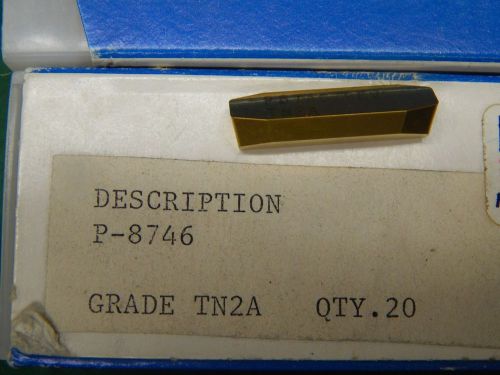 DESCRIPTION
P-8746
GRADE TN2A QTY.20